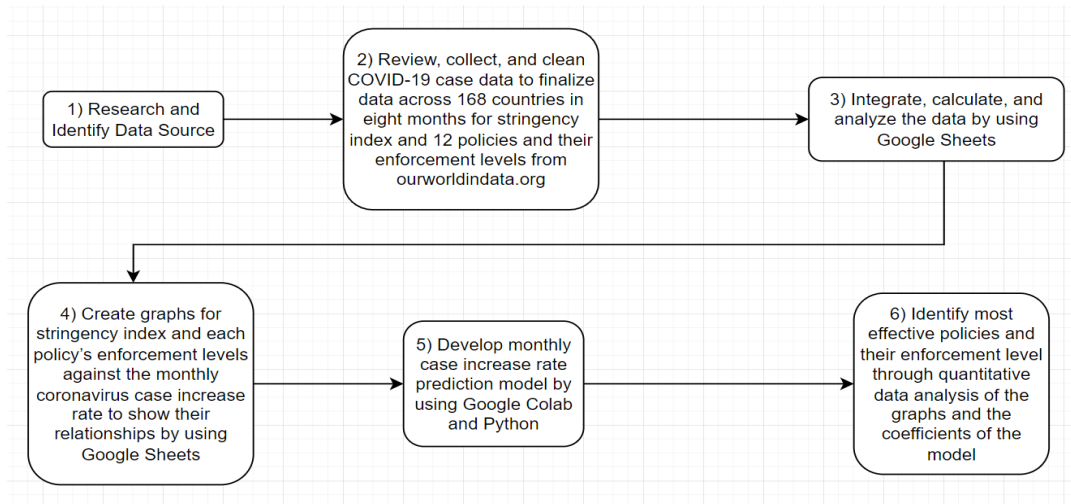 1) Research and
Identify Data Source
2) Review, collect, and clean
COVID-19 case data to finalize
data across 168 countries in
eight months for stringency
index and 12 policies and their
enforcement levels from
ourworldindata.org
3) Integrate, calculate, and
analyze the data by using
Google Sheets
4) Create graphs for
stringency index and each
policy's enforcement levels
against the monthly
coronavirus case increase
rate to show their
relationships by using
Google Sheets
5) Develop monthly
case increase rate
prediction model by
using Google Colab
and Python
6) Identify most
effective policies and
their enforcement level
through quantitative
data analysis of the
graphs and the
coefficients of the
model